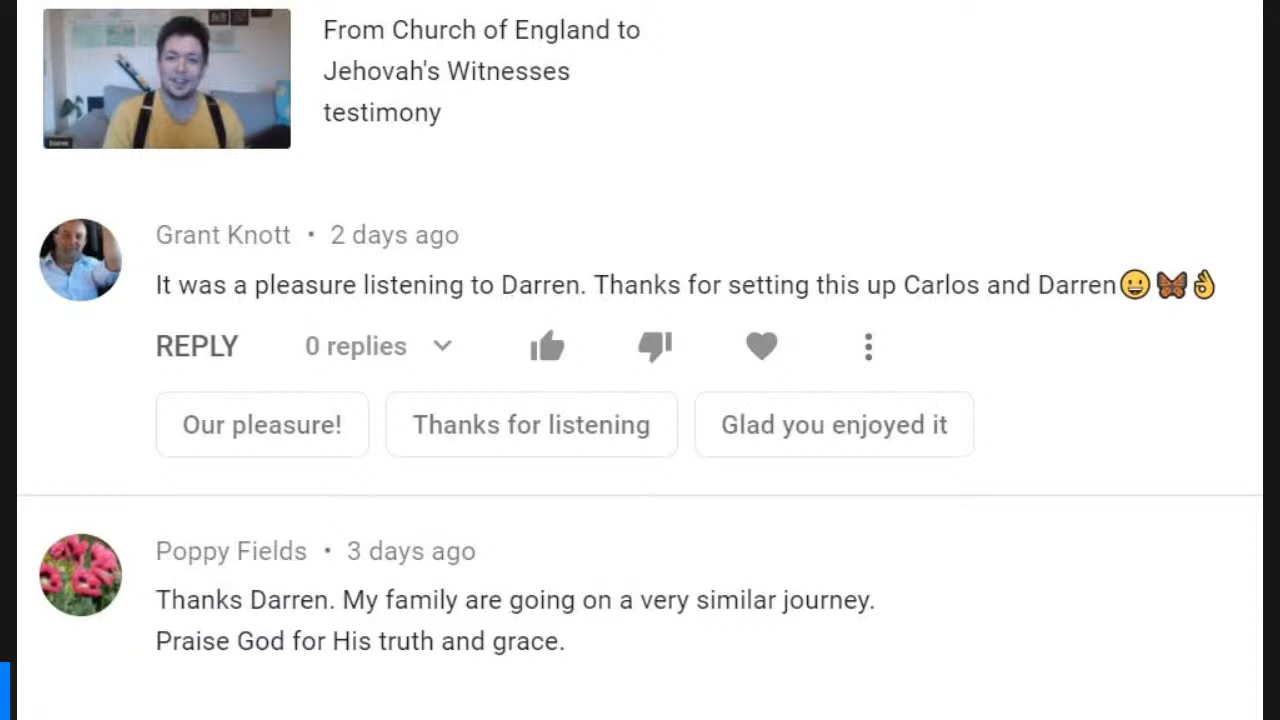 From Church of England to
Jehovah's Witnesses
testimony
Grant Knott • 2 days ago
It was a pleasure listening to Darren. Thanks for setting this up Carlos and Darren😀🦋👌
REPLY 0 replies
Our pleasure! Thanks for listening Glad you enjoyed it
Poppy Fields • 3 days ago
Thanks Darren. My family are going on a very similar journey.
Praise God for His truth and grace.